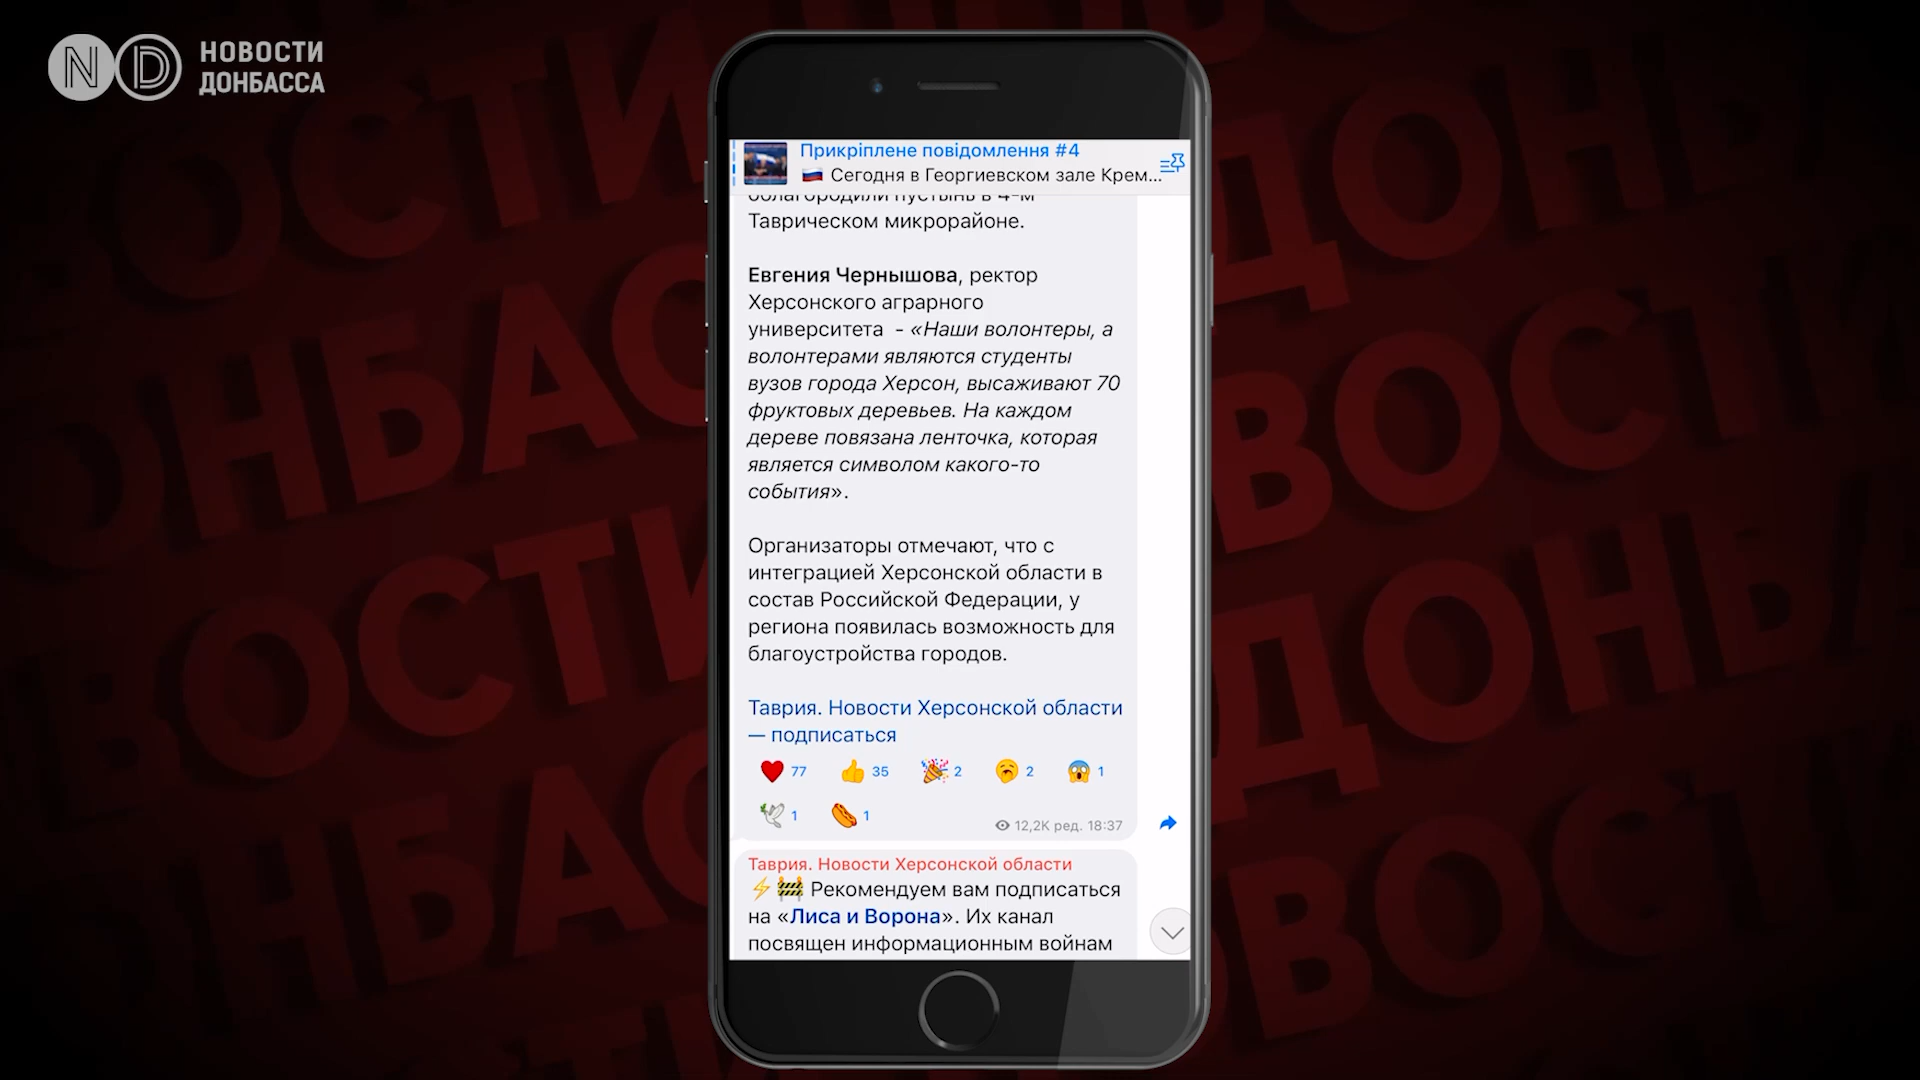 ND НОВОСТИ
ДОНБАССА
Прикріплене повідомлення #4
Сегодня в Георгиевском зале Крем...
облагородили пустынь в 4-м
Таврическом микрорайоне.
Евгения Чернышова, ректор
Херсонского аграрного
университета - «Наши волонтеры, а
волонтерами являются студенты
вузов города Херсон, высаживают 70
фруктовых деревьев. На каждом
дереве повязана ленточка, которая
является символом какого-то
события».
Организаторы отмечают, что с
интеграцией Херсонской области в
состав Российской Федерации, у
региона появилась возможность для
благоустройства городов.
Таврия. Новости Херсонской области
— подписаться
77 35 2 2 1
1 1
12,2K ред. 18:37
Таврия. Новости Херсонской области
Рекомендуем вам подписаться
на «Лиса и Ворона». Их канал
посвящен информационным войнам